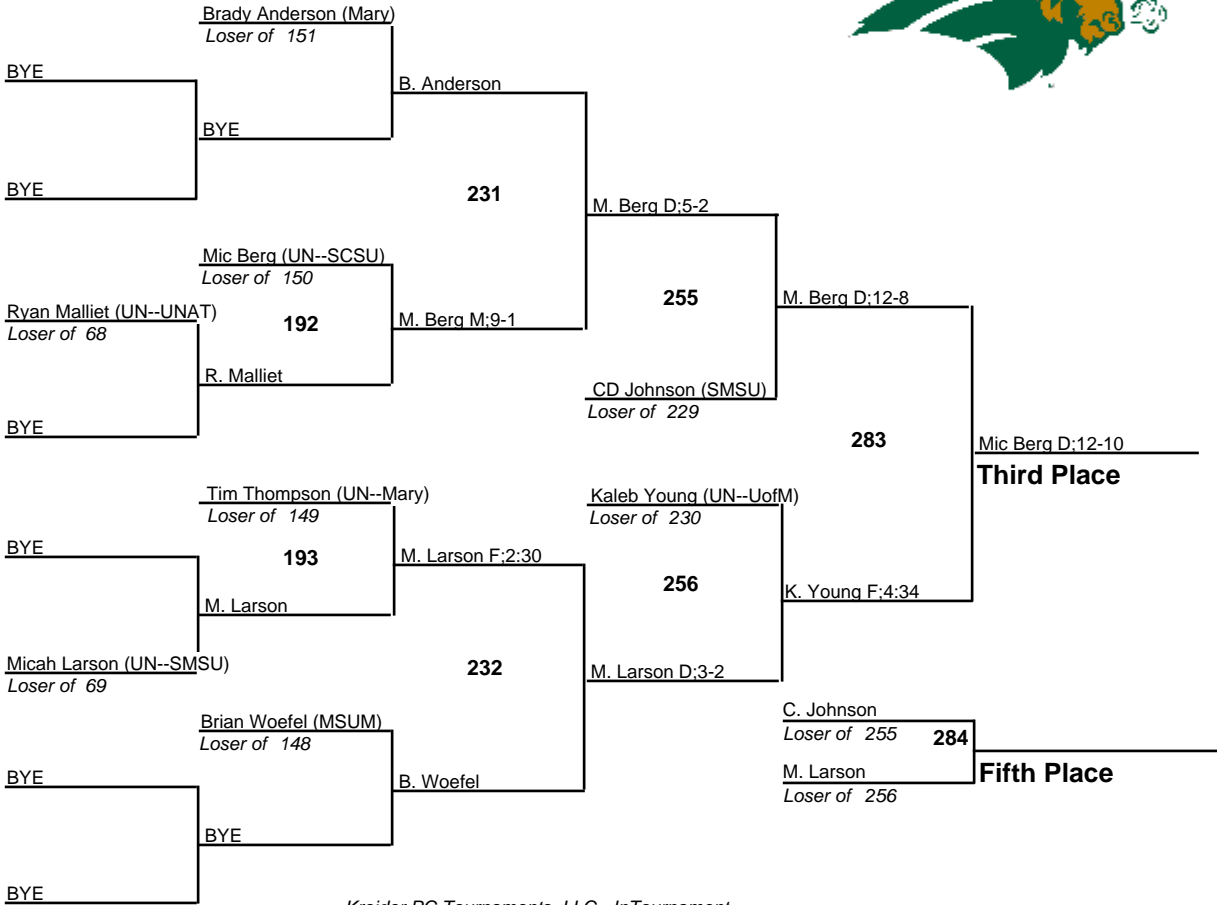 Brady Anderson (Mary)
Loser of 151
BYE
B. Anderson
BYE
BYE
231
M. Berg D;5-2
Mic Berg (UN--SCSU)
Loser of 150
Ryan Malliet (UN--UNAT)
Loser of 68
192
M. Berg M;9-1
255
M. Berg D;12-8
R. Malliet
CD Johnson (SMSU)
Loser of 229
BYE
283
Mic Berg D;12-10
Third Place
Tim Thompson (UN--Mary)
Loser of 149
Kaleb Young (UN--UofM)
Loser of 230
BYE
193
M. Larson F;2:30
256
K. Young F;4:34
M. Larson
Micah Larson (UN--SMSU)
Loser of 69
232
M. Larson D;3-2
Brian Woefel (MSUM)
Loser of 148
C. Johnson
Loser of 255
284
BYE
B. Woefel
M. Larson
Loser of 256
Fifth Place
BYE
BYE
Kreider PC Tournaments, LLC - InTournament